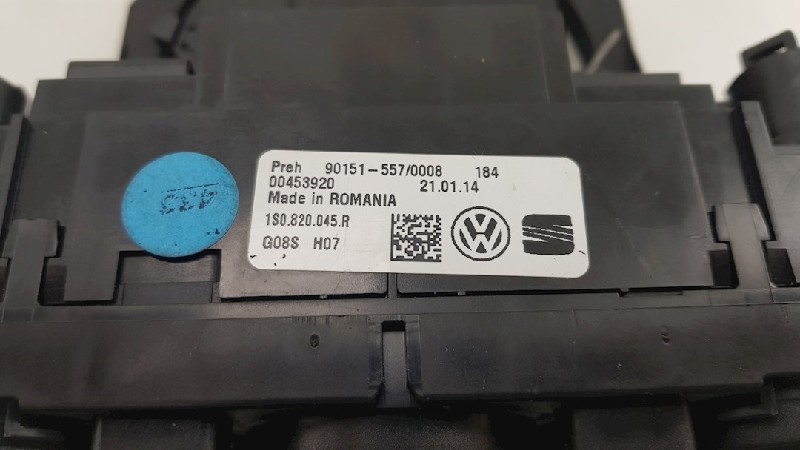 Preh 90151-557/0008 184
00453920 21.01.14
Made in ROMANIA
1S0.820.045.R
G08S H07